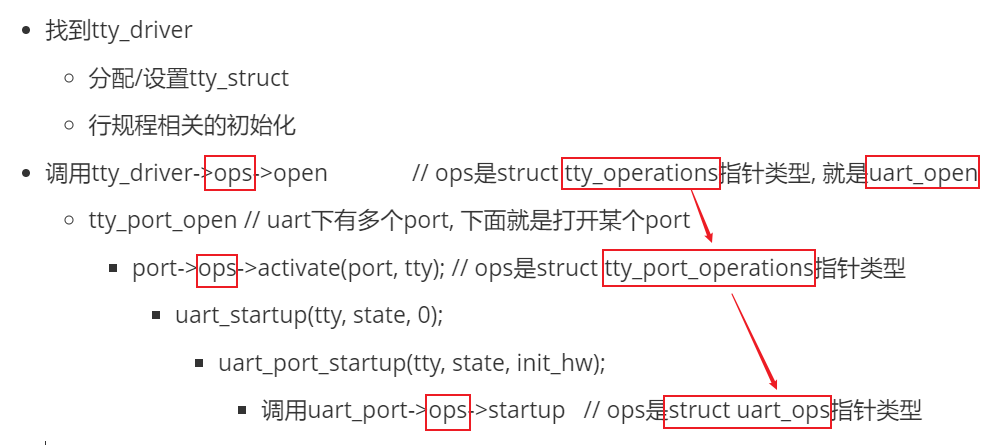 找到tty_driver
分配/设置tty_struct
行规程相关的初始化
调用tty_driver->ops->open // ops是struct tty_operations指针类型, 就是uart_open
tty_port_open // uart下有多个port, 下面就是打开某个port
port->ops->activate(port, tty); // ops是struct tty_port_operations指针类型
uart_startup(tty, state, 0);
uart_port_startup(tty, state, init_hw);
调用uart_port->ops->startup // ops是struct uart_ops指针类型